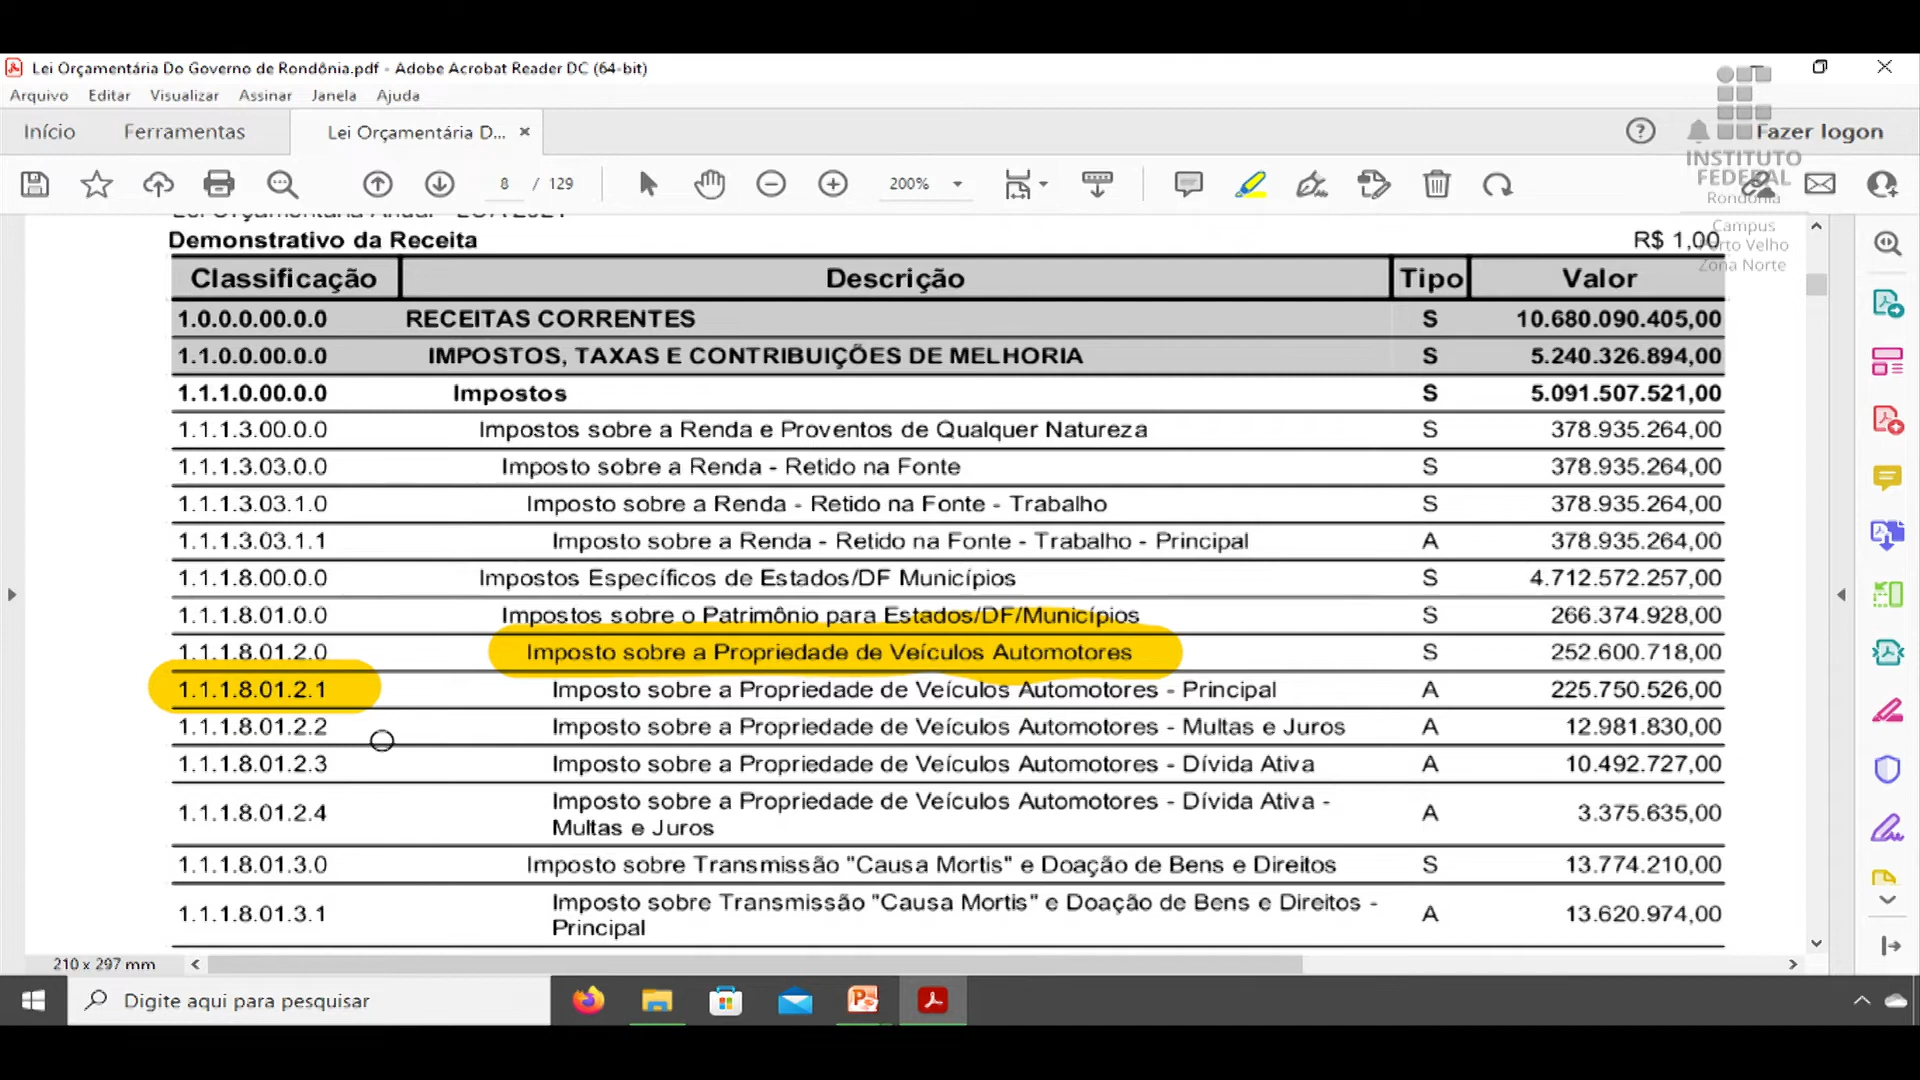 Lei Orçamentária Do Governo de Rondônia.pdf - Adobe Acrobat Reader DC (64-bit)
Arquivo Editar Visualizar Assinar Janela Ajuda
Início Ferramentas Lei Orçamentária D... Fazer logon
8 / 129 200%
INSTITUTO
FEDERAL
Rondônia
Campus
Porto Velho
Zona Norte
Lei Orçamentária Anual - LOA 2021
Demonstrativo da Receita R$ 1,00
Classificação Descrição Tipo Valor
1.0.0.0.00.0.0 RECEITAS CORRENTES S 10.680.090.405,00
1.1.0.0.00.0.0 IMPOSTOS, TAXAS E CONTRIBUIÇÕES DE MELHORIA S 5.240.326.894,00
1.1.1.0.00.0.0 Impostos S 5.091.507.521,00
1.1.1.3.00.0.0 Impostos sobre a Renda e Proventos de Qualquer Natureza S 378.935.264,00
1.1.1.3.03.0.0 Imposto sobre a Renda - Retido na Fonte S 378.935.264,00
1.1.1.3.03.1.0 Imposto sobre a Renda - Retido na Fonte - Trabalho S 378.935.264,00
1.1.1.3.03.1.1 Imposto sobre a Renda - Retido na Fonte - Trabalho - Principal A 378.935.264,00
1.1.1.8.00.0.0 Impostos Específicos de Estados/DF Municípios S 4.712.572.257,00
1.1.1.8.01.0.0 Impostos sobre o Patrimônio para Estados/DF/Municípios S 266.374.928,00
1.1.1.8.01.2.0 Imposto sobre a Propriedade de Veículos Automotores S 252.600.718,00
1.1.1.8.01.2.1 Imposto sobre a Propriedade de Veículos Automotores - Principal A 225.750.526,00
1.1.1.8.01.2.2 Imposto sobre a Propriedade de Veículos Automotores - Multas e Juros A 12.981.830,00
1.1.1.8.01.2.3 Imposto sobre a Propriedade de Veículos Automotores - Dívida Ativa A 10.492.727,00
1.1.1.8.01.2.4 Imposto sobre a Propriedade de Veículos Automotores - Dívida Ativa - A 3.375.635,00
Multas e Juros
1.1.1.8.01.3.0 Imposto sobre Transmissão "Causa Mortis" e Doação de Bens e Direitos S 13.774.210,00
1.1.1.8.01.3.1 Imposto sobre Transmissão "Causa Mortis" e Doação de Bens e Direitos - A 13.620.974,00
Principal
210 x 297 mm
Digite aqui para pesquisar